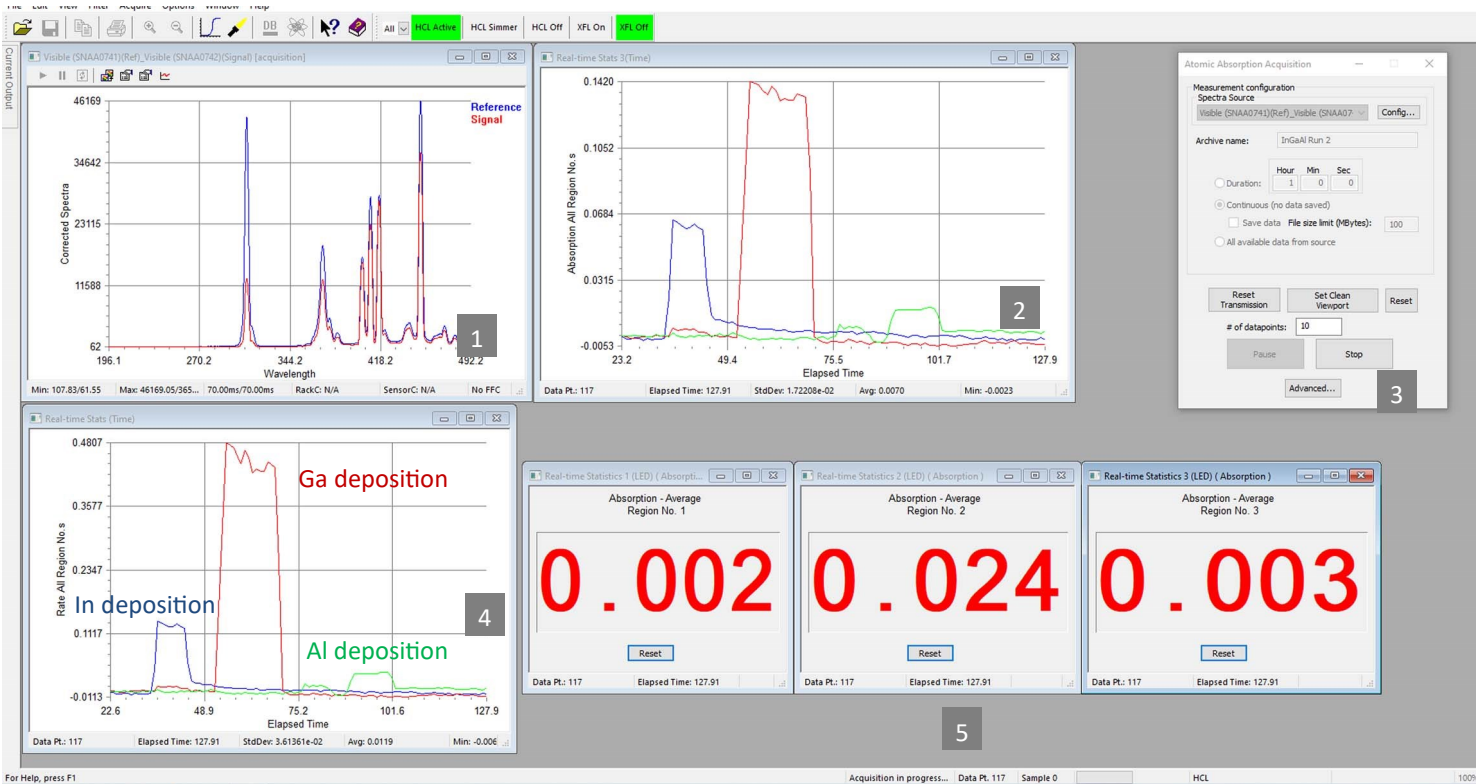 File Edit View Filter Acquire Options Window Help
DB All HCL Active HCL Simmer HCL Off XFL On XFL Off
Current Output
Visible (SNAA0741)(Ref)_Visible (SNAA0742)(Signal) [acquisition]
46169
34642
23115
11588
62
Corrected Spectra
Reference
Signal
196.1 270.2 344.2 418.2 492.2
Wavelength
1
Min: 107.83/61.55 Max: 46169.05/365... 70.00ms/70.00ms RackC: N/A SensorC: N/A No FFC
Real-time Stats 3(Time)
0.1420
0.1052
0.0684
0.0315
-0.0053
Absorption All Region No.s
23.2 49.4 75.5 101.7 127.9
Elapsed Time
2
Data Pt.: 117 Elapsed Time: 127.91 StdDev: 1.72208e-02 Avg: 0.0070 Min: -0.0023
Atomic Absorption Acquisition
Measurement configuration
Spectra Source
Visible (SNAA0741)(Ref)_Visible (SNAA07 Config...
Archive name: InGaAl Run 2
Hour Min Sec
Duration: 1 0 0
Continuous (no data saved)
Save data File size limit (MBytes): 100
All available data from source
Reset Transmission
Set Clean Viewport
Reset
# of datapoints: 10
Pause Stop
Advanced...
3
Real-time Stats (Time)
0.4807
0.3577
0.2347
0.1117
-0.0113
Rate All Region No.s
Ga deposition
In deposition
Al deposition
4
22.6 48.9 75.2 101.6 127.9
Elapsed Time
Data Pt.: 117 Elapsed Time: 127.91 StdDev: 3.61361e-02 Avg: 0.0119 Min: -0.006
Real-time Statistics 1 (LED) ( Absorpti...
Absorption - Average
Region No. 1
0.002
Reset
Data Pt.: 117 Elapsed Time: 127.91
Real-time Statistics 2 (LED) ( Absorption )
Absorption - Average
Region No. 2
0.024
Reset
Data Pt.: 117 Elapsed Time: 127.91
Real-time Statistics 3 (LED) ( Absorption )
Absorption - Average
Region No. 3
0.003
Reset
Data Pt.: 117 Elapsed Time: 127.91
5
For Help, press F1
Acquisition in progress... Data Pt. 117 Sample 0 HCL 100%